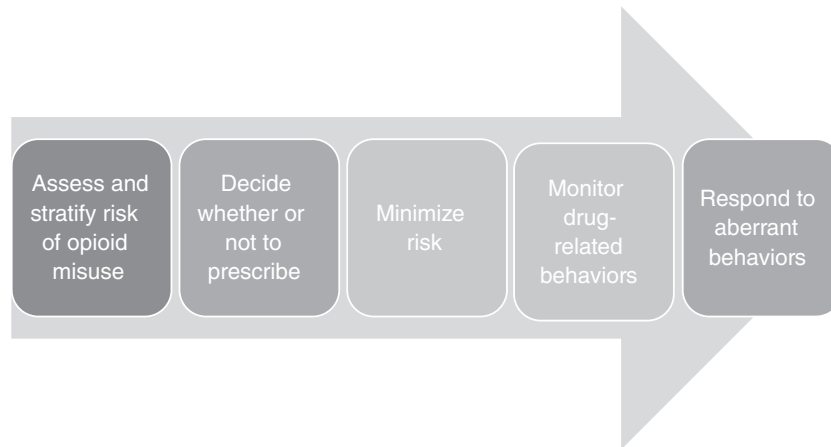 Assess and
stratify risk
of opioid
misuse
Decide
whether or
not to
prescribe
Minimize
risk
Monitor
drug-
related
behaviors
Respond to
aberrant
behaviors